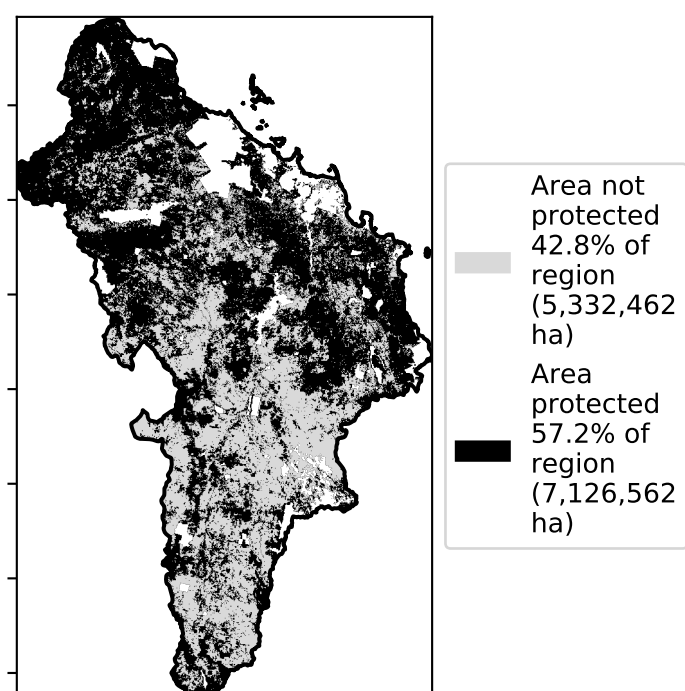 Area not
protected
42.8% of
region
(5,332,462
ha)
Area
protected
57.2% of
region
(7,126,562
ha)